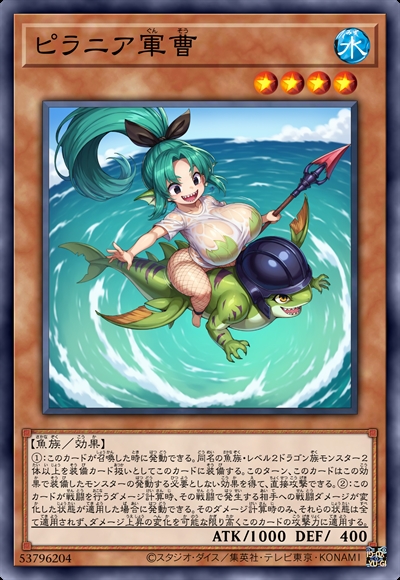 ピラニア軍曹
水
【魚族／効果】
①：このカードが召喚した時に発動できる。同名の魚族・レベル2ドラゴン族モンスター2
体以上を装備カード扱いとしてこのカードに装備する。このターン、このカードはこの効
果で装備したモンスターの発動する必要としない効果を得て、直接攻撃できる。②：この
カードが戦闘を行うダメージ計算時、その戦闘で発生する相手への戦闘ダメージが変
化した状態が適用した場合に発動できる。そのダメージ計算時のみ、それらの状態は全
て適用されず、ダメージ上昇の変化を可能な限り高くこのカードの攻撃力に適用する。
ATK/1000 DEF/ 400
53796204 ©スタジオ・ダイス／集英社・テレビ東京・KONAMI